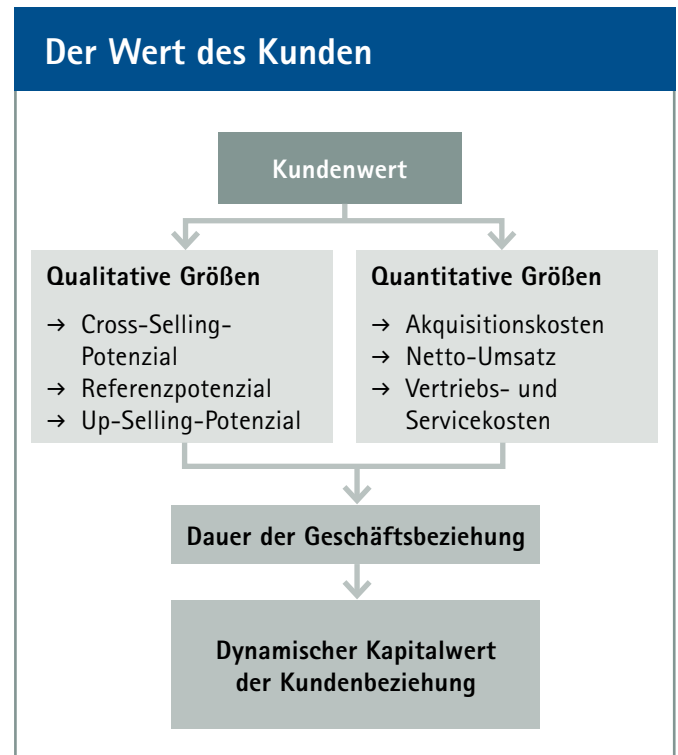 Der Wert des Kunden
Kundenwert
Qualitative Größen
→ Cross-Selling-
Potenzial
→ Referenzpotenzial
→ Up-Selling-Potenzial
Quantitative Größen
→ Akquisitionskosten
→ Netto-Umsatz
→ Vertriebs- und
Servicekosten
Dauer der Geschäftsbeziehung
Dynamischer Kapitalwert
der Kundenbeziehung